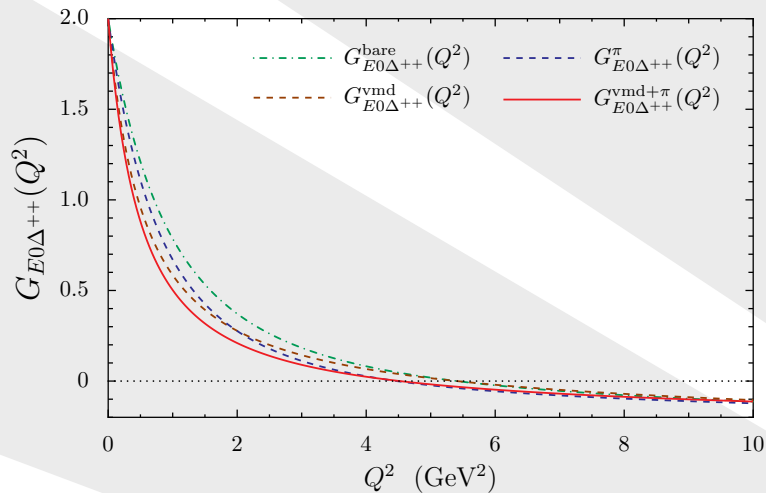 2.0
1.5
1.0
0.5
0
G_{E0Δ^{++}}(Q^2)
G^{bare}_{E0Δ^{++}}(Q^2)
G^{vmd}_{E0Δ^{++}}(Q^2)
G^{π}_{E0Δ^{++}}(Q^2)
G^{vmd+π}_{E0Δ^{++}}(Q^2)
0 2 4 6 8 10
Q^2 (GeV^2)